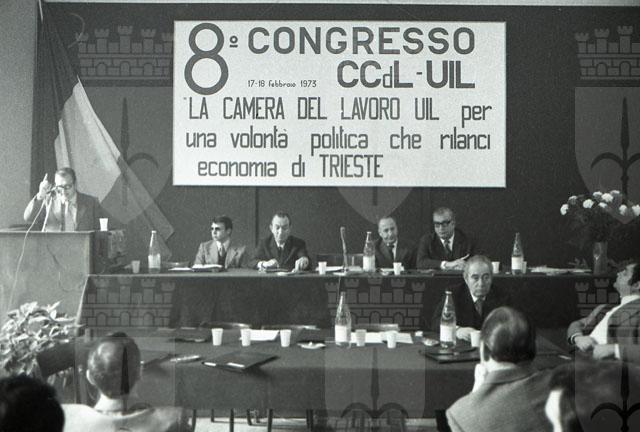 8° CONGRESSO
17-18 febbraio 1973 CCdL-UIL
"LA CAMERA DEL LAVORO UIL per
una volontà politica che rilanci
economia di TRIESTE